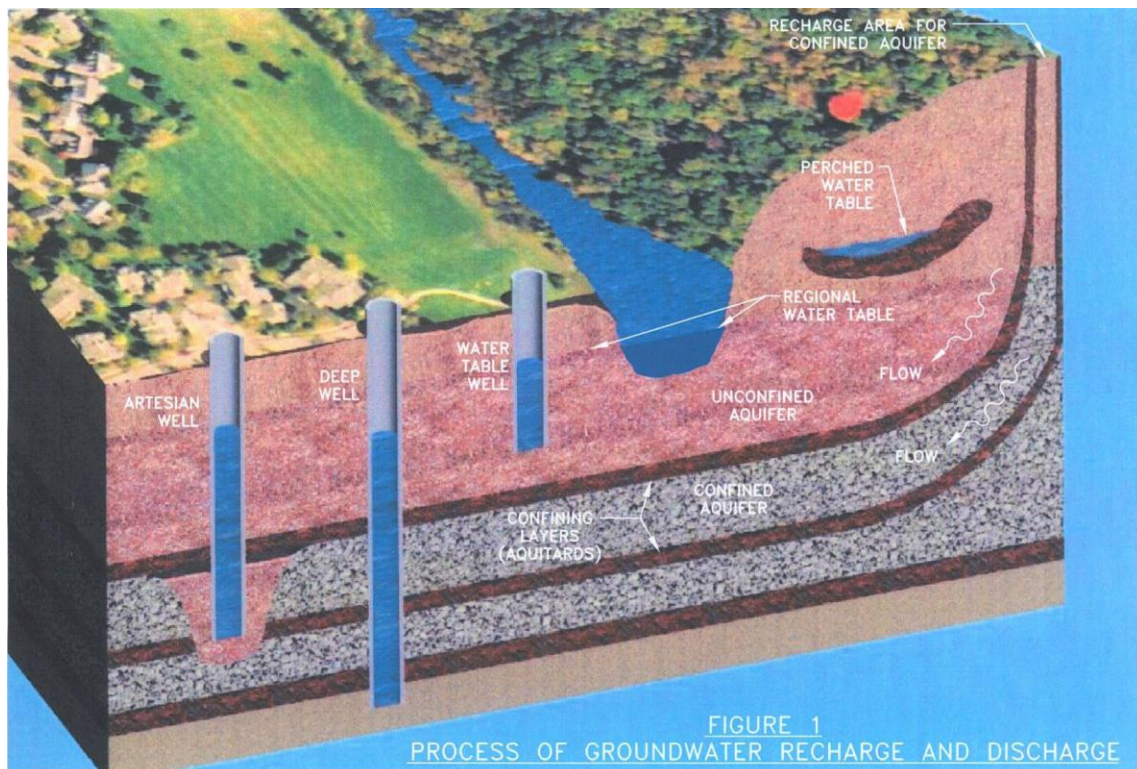 RECHARGE AREA FOR
CONFINED AQUIFER
PERCHED
WATER
TABLE
REGIONAL
WATER TABLE
WATER
TABLE
WELL
DEEP
WELL
ARTESIAN
WELL
FLOW
UNCONFINED
AQUIFER
FLOW
CONFINED
AQUIFER
CONFINING
LAYERS
(AQUITARDS)
FIGURE 1
PROCESS OF GROUNDWATER RECHARGE AND DISCHARGE